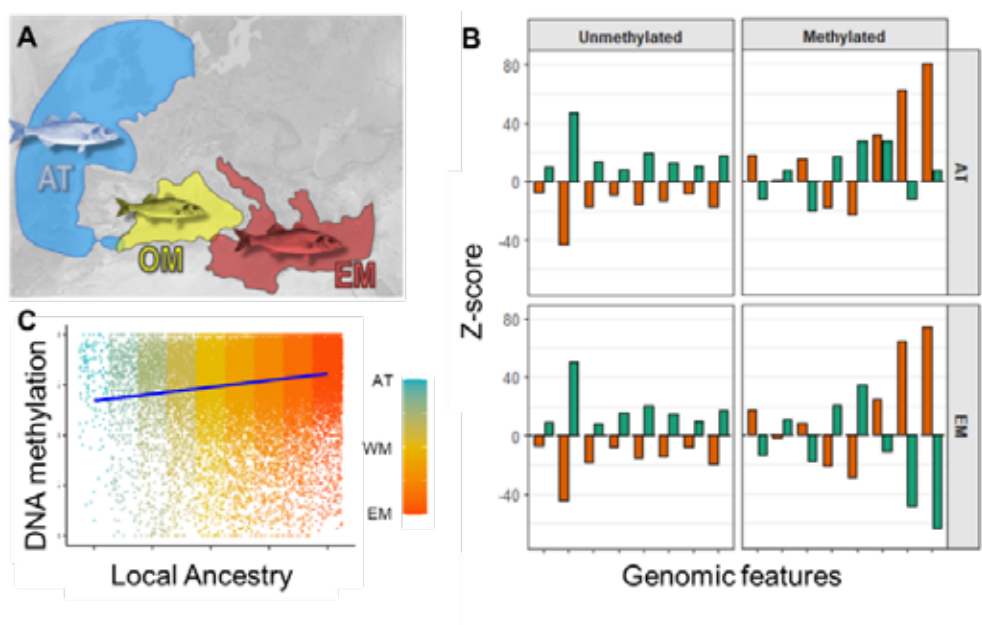 A
AT
OM
EM
B
Unmethylated
Methylated
80
40
0
-40
AT
80
40
0
-40
EM
Z-score
Genomic features
C
DNA methylation
Local Ancestry
AT
WM
EM